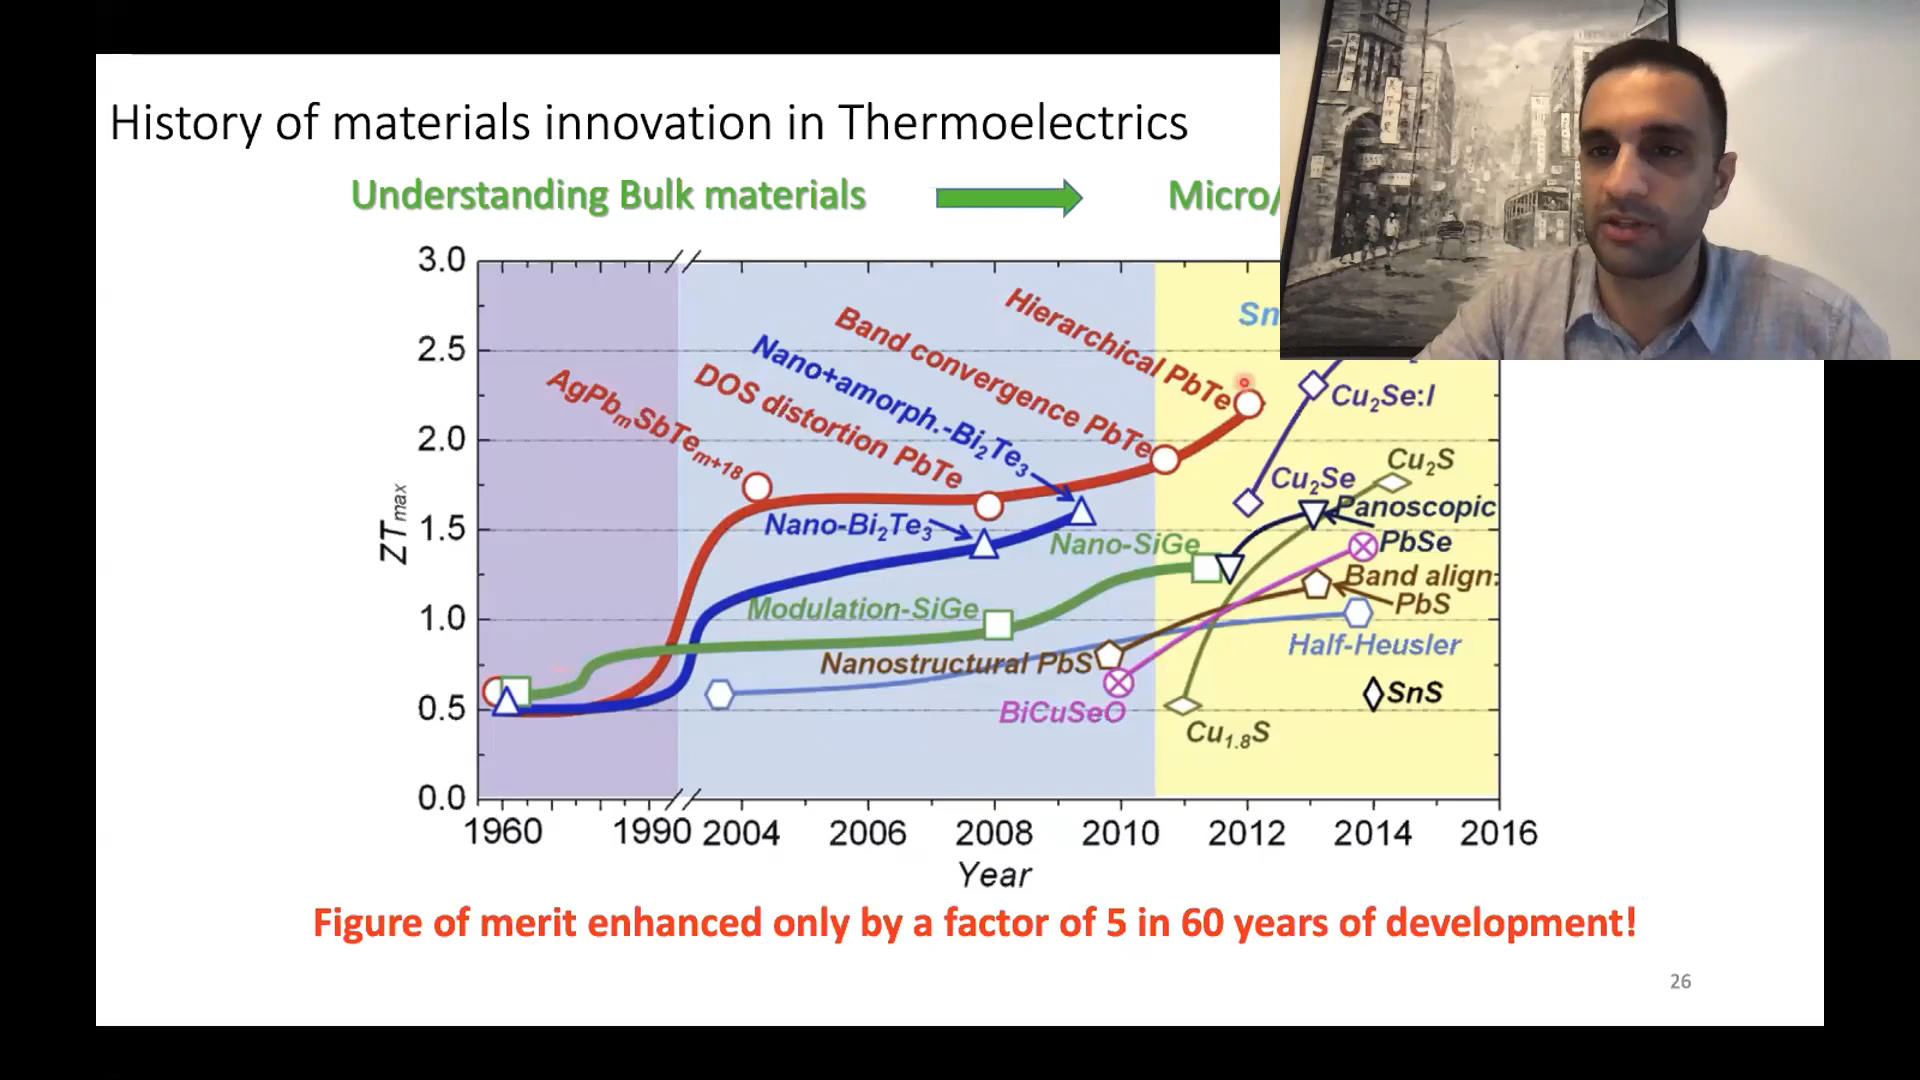 History of materials innovation in Thermoelectrics
Understanding Bulk materials
Micro/
3.0
2.5
2.0
1.5
1.0
0.5
0.0
ZTmax
Hierarchical PbTe
Band convergence PbTe
Nano+amorph.-Bi2Te3
DOS distortion PbTe
AgPbmSbTem+18
Sn
Cu2Se:I
Cu2S
Cu2Se
Panoscopic
PbSe
Nano-Bi2Te3
Nano-SiGe
Band align.
PbS
Modulation-SiGe
Half-Heusler
Nanostructural PbS
SnS
BiCuSeO
Cu1.8S
1960 1990 2004 2006 2008 2010 2012 2014 2016
Year
Figure of merit enhanced only by a factor of 5 in 60 years of development!
26